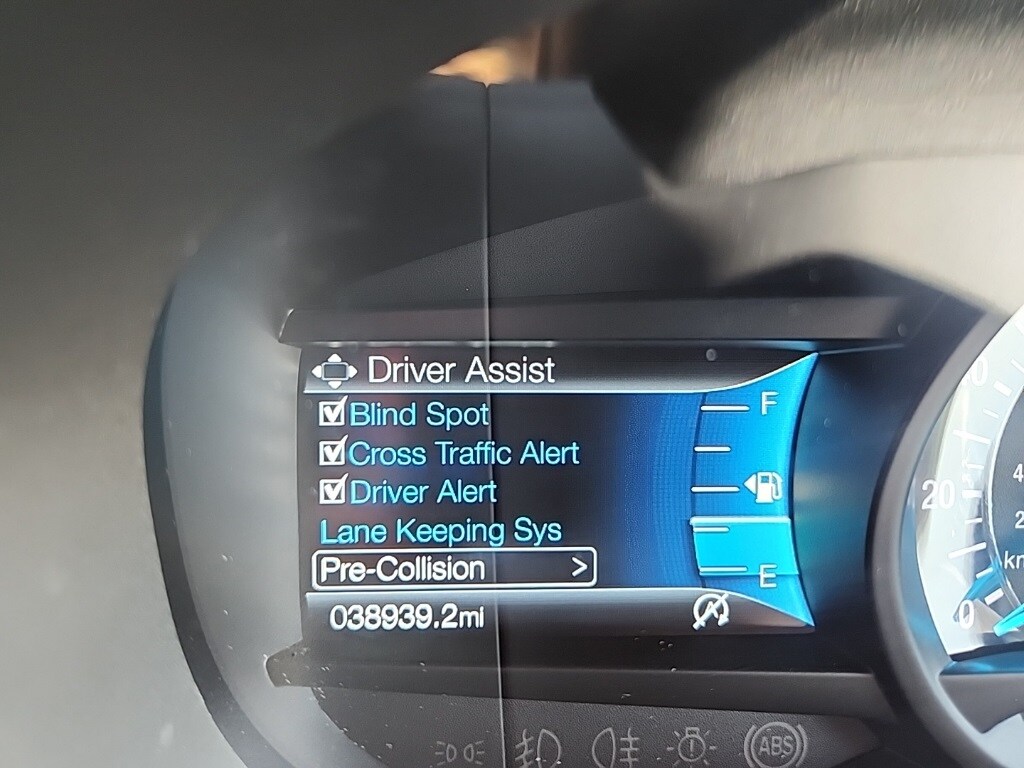 Driver Assist
Blind Spot
Cross Traffic Alert
Driver Alert
Lane Keeping Sys
Pre-Collision >
038939.2mi
F
E
20
0
ABS